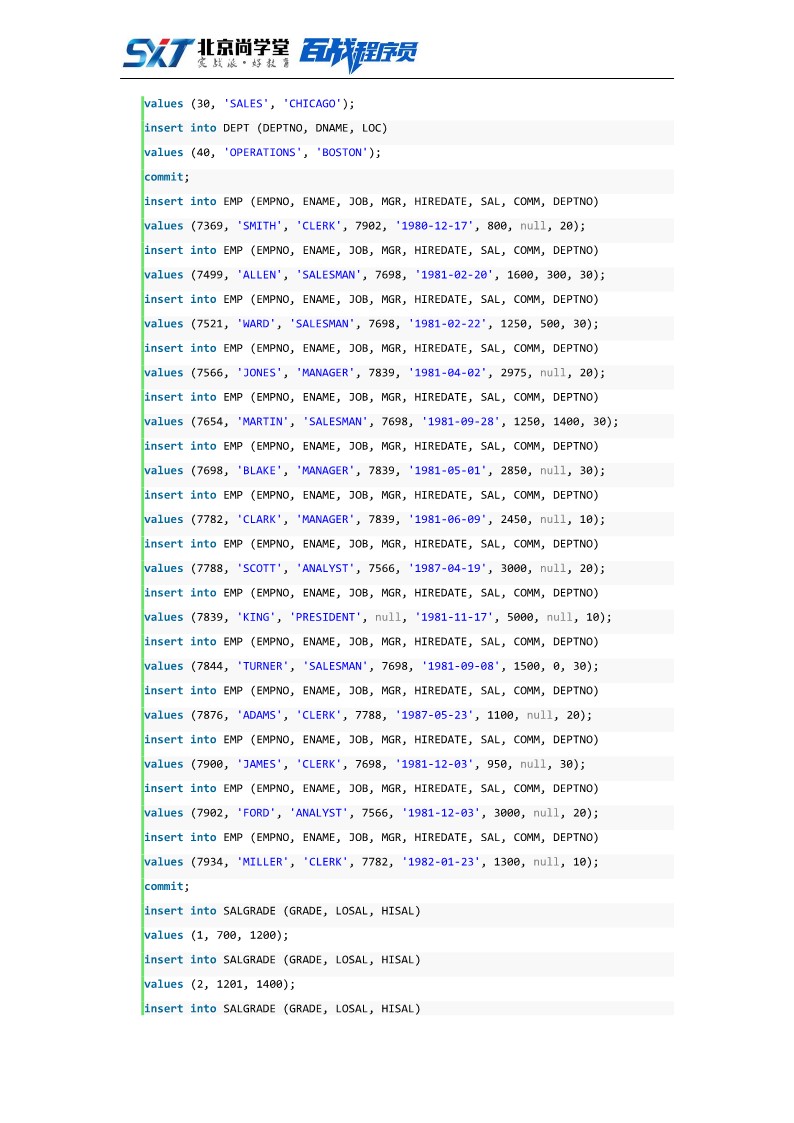 SXT 北京尚学堂 百战程序员
实战派·好教育
values (30, 'SALES', 'CHICAGO');
insert into DEPT (DEPTNO, DNAME, LOC)
values (40, 'OPERATIONS', 'BOSTON');
commit;
insert into EMP (EMPNO, ENAME, JOB, MGR, HIREDATE, SAL, COMM, DEPTNO)
values (7369, 'SMITH', 'CLERK', 7902, '1980-12-17', 800, null, 20);
insert into EMP (EMPNO, ENAME, JOB, MGR, HIREDATE, SAL, COMM, DEPTNO)
values (7499, 'ALLEN', 'SALESMAN', 7698, '1981-02-20', 1600, 300, 30);
insert into EMP (EMPNO, ENAME, JOB, MGR, HIREDATE, SAL, COMM, DEPTNO)
values (7521, 'WARD', 'SALESMAN', 7698, '1981-02-22', 1250, 500, 30);
insert into EMP (EMPNO, ENAME, JOB, MGR, HIREDATE, SAL, COMM, DEPTNO)
values (7566, 'JONES', 'MANAGER', 7839, '1981-04-02', 2975, null, 20);
insert into EMP (EMPNO, ENAME, JOB, MGR, HIREDATE, SAL, COMM, DEPTNO)
values (7654, 'MARTIN', 'SALESMAN', 7698, '1981-09-28', 1250, 1400, 30);
insert into EMP (EMPNO, ENAME, JOB, MGR, HIREDATE, SAL, COMM, DEPTNO)
values (7698, 'BLAKE', 'MANAGER', 7839, '1981-05-01', 2850, null, 30);
insert into EMP (EMPNO, ENAME, JOB, MGR, HIREDATE, SAL, COMM, DEPTNO)
values (7782, 'CLARK', 'MANAGER', 7839, '1981-06-09', 2450, null, 10);
insert into EMP (EMPNO, ENAME, JOB, MGR, HIREDATE, SAL, COMM, DEPTNO)
values (7788, 'SCOTT', 'ANALYST', 7566, '1987-04-19', 3000, null, 20);
insert into EMP (EMPNO, ENAME, JOB, MGR, HIREDATE, SAL, COMM, DEPTNO)
values (7839, 'KING', 'PRESIDENT', null, '1981-11-17', 5000, null, 10);
insert into EMP (EMPNO, ENAME, JOB, MGR, HIREDATE, SAL, COMM, DEPTNO)
values (7844, 'TURNER', 'SALESMAN', 7698, '1981-09-08', 1500, 0, 30);
insert into EMP (EMPNO, ENAME, JOB, MGR, HIREDATE, SAL, COMM, DEPTNO)
values (7876, 'ADAMS', 'CLERK', 7788, '1987-05-23', 1100, null, 20);
insert into EMP (EMPNO, ENAME, JOB, MGR, HIREDATE, SAL, COMM, DEPTNO)
values (7900, 'JAMES', 'CLERK', 7698, '1981-12-03', 950, null, 30);
insert into EMP (EMPNO, ENAME, JOB, MGR, HIREDATE, SAL, COMM, DEPTNO)
values (7902, 'FORD', 'ANALYST', 7566, '1981-12-03', 3000, null, 20);
insert into EMP (EMPNO, ENAME, JOB, MGR, HIREDATE, SAL, COMM, DEPTNO)
values (7934, 'MILLER', 'CLERK', 7782, '1982-01-23', 1300, null, 10);
commit;
insert into SALGRADE (GRADE, LOSAL, HISAL)
values (1, 700, 1200);
insert into SALGRADE (GRADE, LOSAL, HISAL)
values (2, 1201, 1400);
insert into SALGRADE (GRADE, LOSAL, HISAL)